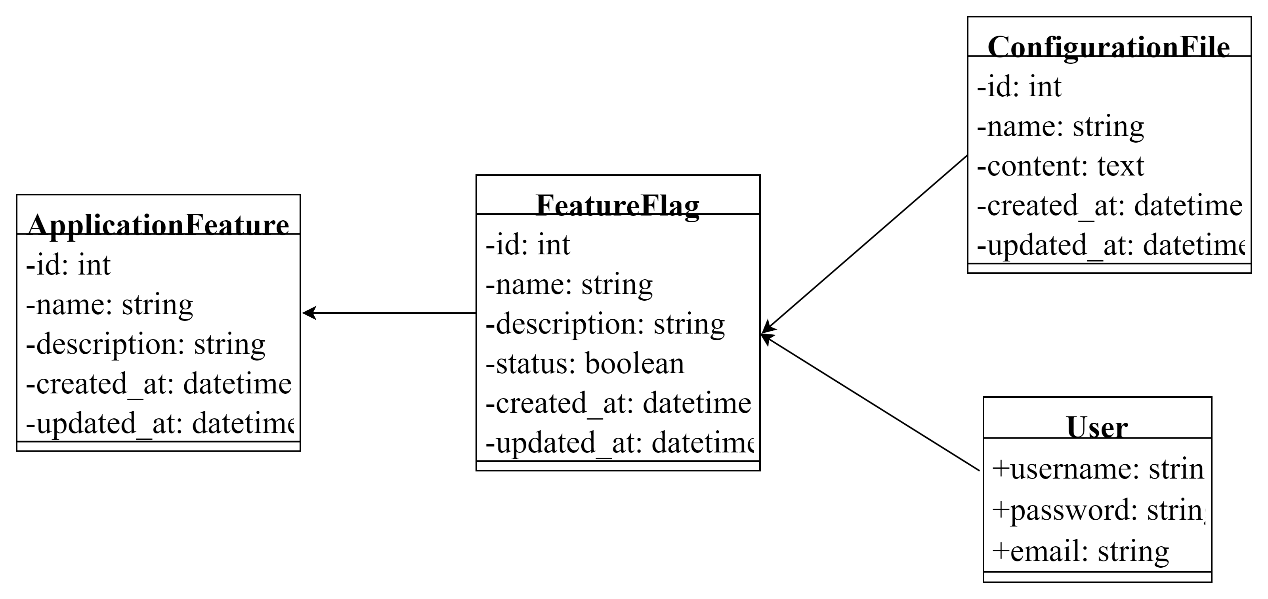 ApplicationFeature
-id: int
-name: string
-description: string
-created_at: datetime
-updated_at: datetime
FeatureFlag
-id: int
-name: string
-description: string
-status: boolean
-created_at: datetime
-updated_at: datetime
ConfigurationFile
-id: int
-name: string
-content: text
-created_at: datetime
-updated_at: datetime
User
+username: strin
+password: strin
+email: string